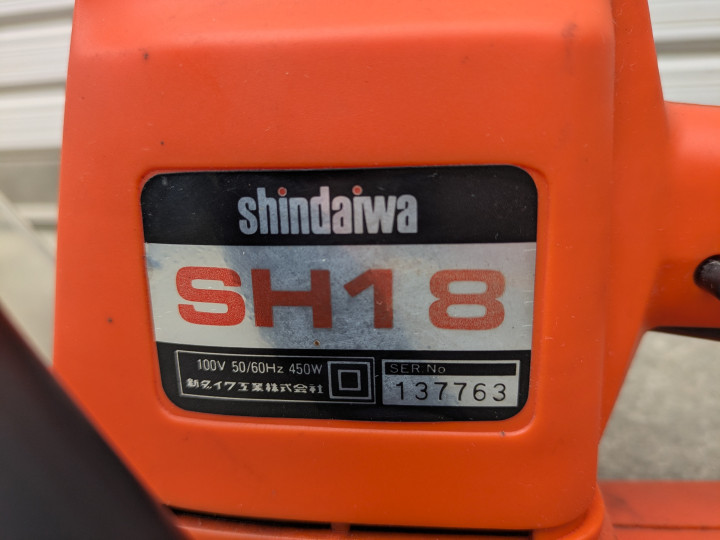 shindaiwa
SH18
100V 50/60Hz 450W
新ダイワ工業株式会社
SER.No
137763